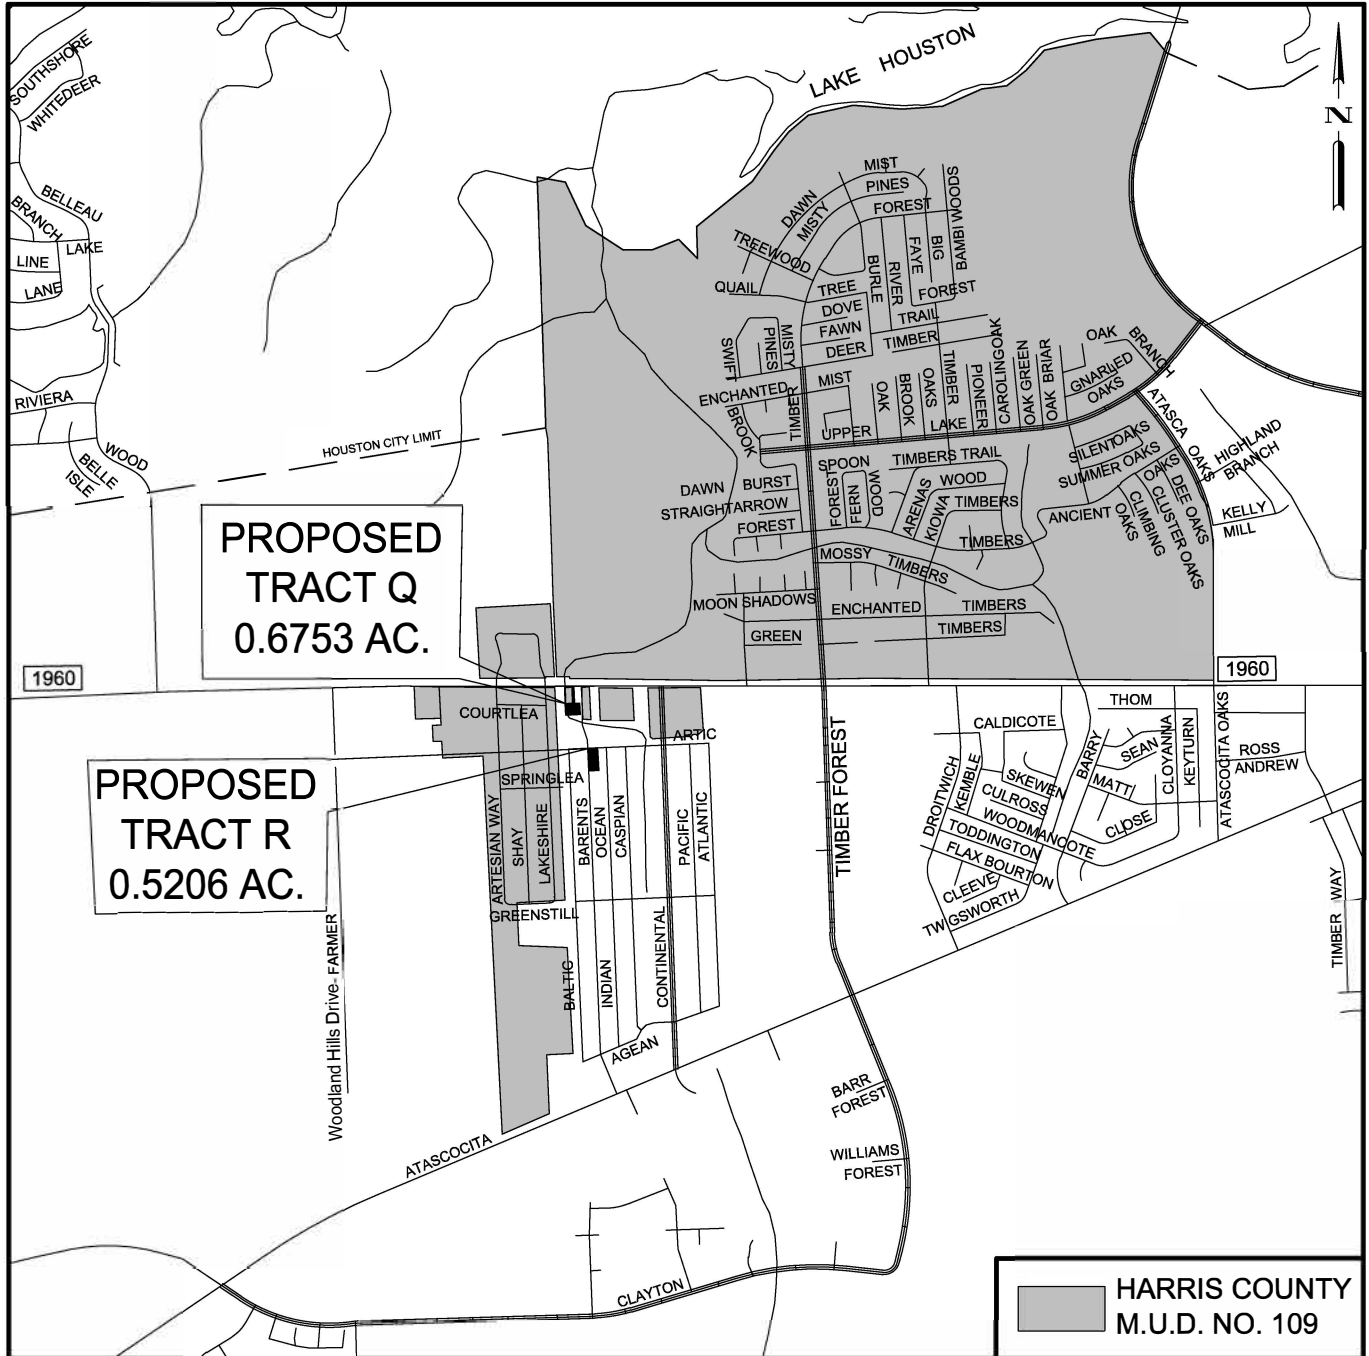 SOUTHSHORE
WHITEDEER
LAKE HOUSTON
N
BELLEAU
BRANCH
LAKE
LINE
LANE
RIVIERA
WOOD
BELLE
ISLE
HOUSTON CITY LIMIT
MIST
PINES
DAWN
MISTY
FOREST
BAMBI WOODS
TREEWOOD
BURLE
RIVER
FAYE
BIG
QUAIL
TREE
FOREST
DOVE
FAWN
TRAIL
DEER
TIMBER
SWIFT
PINES
MISTY
ENCHANTED
MIST
BROOK
TIMBER
OAK
BROOK
OAKS
TIMBER
PIONEER
CAROLINGOAK
OAK GREEN
OAK BRIAR
OAK BRANCH
GNARLED
OAKS
UPPER LAKE
ATASCA OAKS
HIGHLAND
BRANCH
SILENTOAKS
SUMMER OAKS
OAKS
DEE OAKS
CLUSTER OAKS
CLIMBING
OAKS
KELLY
MILL
ANCIENT
SPOON
TIMBERS TRAIL
DAWN BURST
FOREST
FERN
WOOD
ARENAS
KIOWA
WOOD
TIMBERS
STRAIGHTARROW
FOREST
TIMBERS
MOSSY TIMBERS
MOON SHADOWS
ENCHANTED TIMBERS
GREEN TIMBERS
PROPOSED
TRACT Q
0.6753 AC.
1960
1960
COURTLEA
ARTIC
PROPOSED
TRACT R
0.5206 AC.
SPRINGLEA
ARTESIAN WAY
SHAY
LAKESHIRE
BARENTS
OCEAN
CASPIAN
PACIFIC
ATLANTIC
GREENSTILL
BALTIC
INDIAN
CONTINENTAL
AGEAN
TIMBER FOREST
THOM
CALDICOTE
BARRY
SEAN
CLOYANNA
KEYTURN
ATASCOCITA OAKS
ROSS
ANDREW
DROITWICH
KEMBLE
SKEWEN
MATT
CULROSS
WOODMANCOTE
CLOSE
TODDINGTON
FLAX BOURTON
CLEEVE
TWIGSWORTH
TIMBER WAY
Woodland Hills Drive- FARMER
ATASCOCITA
BARR
FOREST
WILLIAMS
FOREST
CLAYTON
HARRIS COUNTY
M.U.D. NO. 109